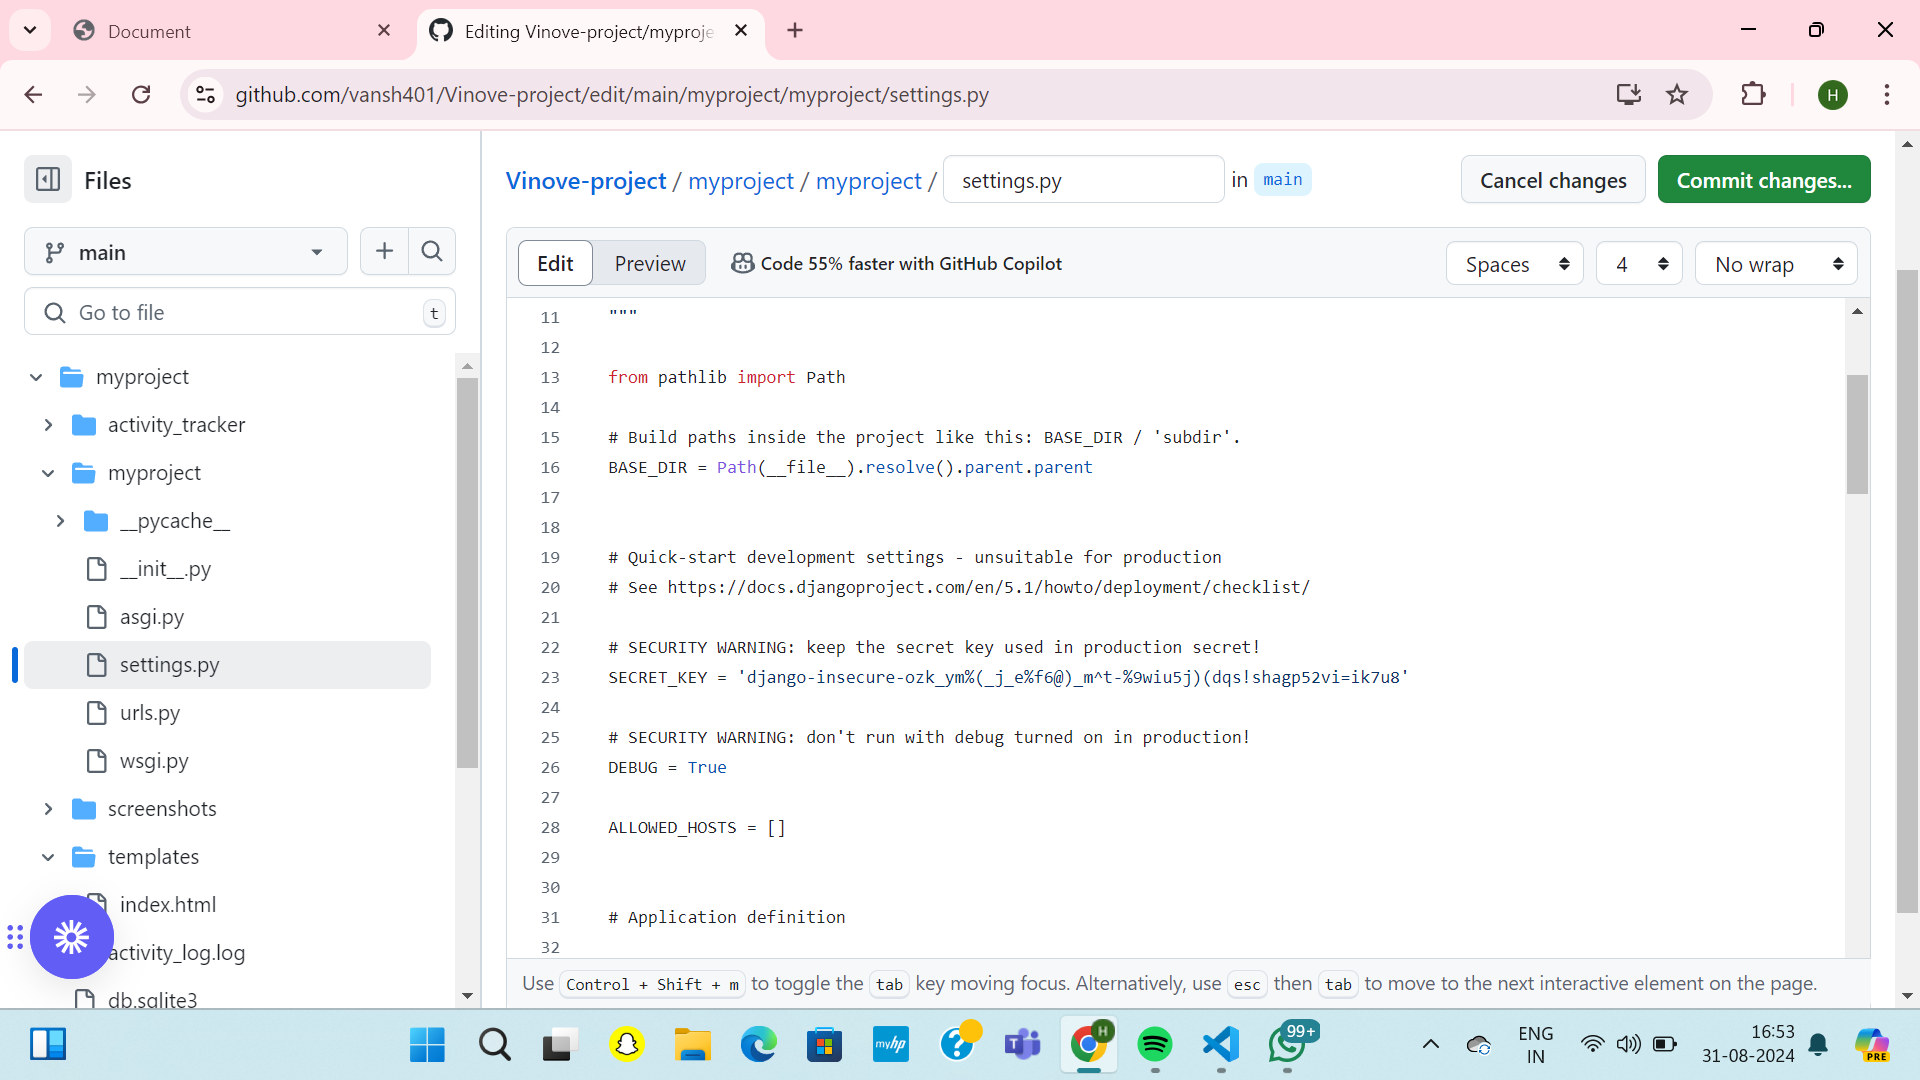 Document
Editing Vinove-project/myproje
github.com/vansh401/Vinove-project/edit/main/myproject/myproject/settings.py
H
Files
Vinove-project / myproject / myproject / settings.py in main
Cancel changes
Commit changes...
main
Edit
Preview
Code 55% faster with GitHub Copilot
Spaces
4
No wrap
Go to file
t
myproject
activity_tracker
myproject
__pycache__
__init__.py
asgi.py
settings.py
urls.py
wsgi.py
screenshots
templates
index.html
activity_log.log
db.sqlite3
11 """
12
13 from pathlib import Path
14
15 # Build paths inside the project like this: BASE_DIR / 'subdir'.
16 BASE_DIR = Path(__file__).resolve().parent.parent
17
18
19 # Quick-start development settings - unsuitable for production
20 # See https://docs.djangoproject.com/en/5.1/howto/deployment/checklist/
21
22 # SECURITY WARNING: keep the secret key used in production secret!
23 SECRET_KEY = 'django-insecure-ozk_ym%(_j_e%f6@)_m^t-%9wiu5j)(dqs!shagp52vi=ik7u8'
24
25 # SECURITY WARNING: don't run with debug turned on in production!
26 DEBUG = True
27
28 ALLOWED_HOSTS = []
29
30
31 # Application definition
32
Use Control + Shift + m to toggle the tab key moving focus. Alternatively, use esc then tab to move to the next interactive element on the page.
myhp
T
H
99+
ENG
IN
16:53
31-08-2024
PRE